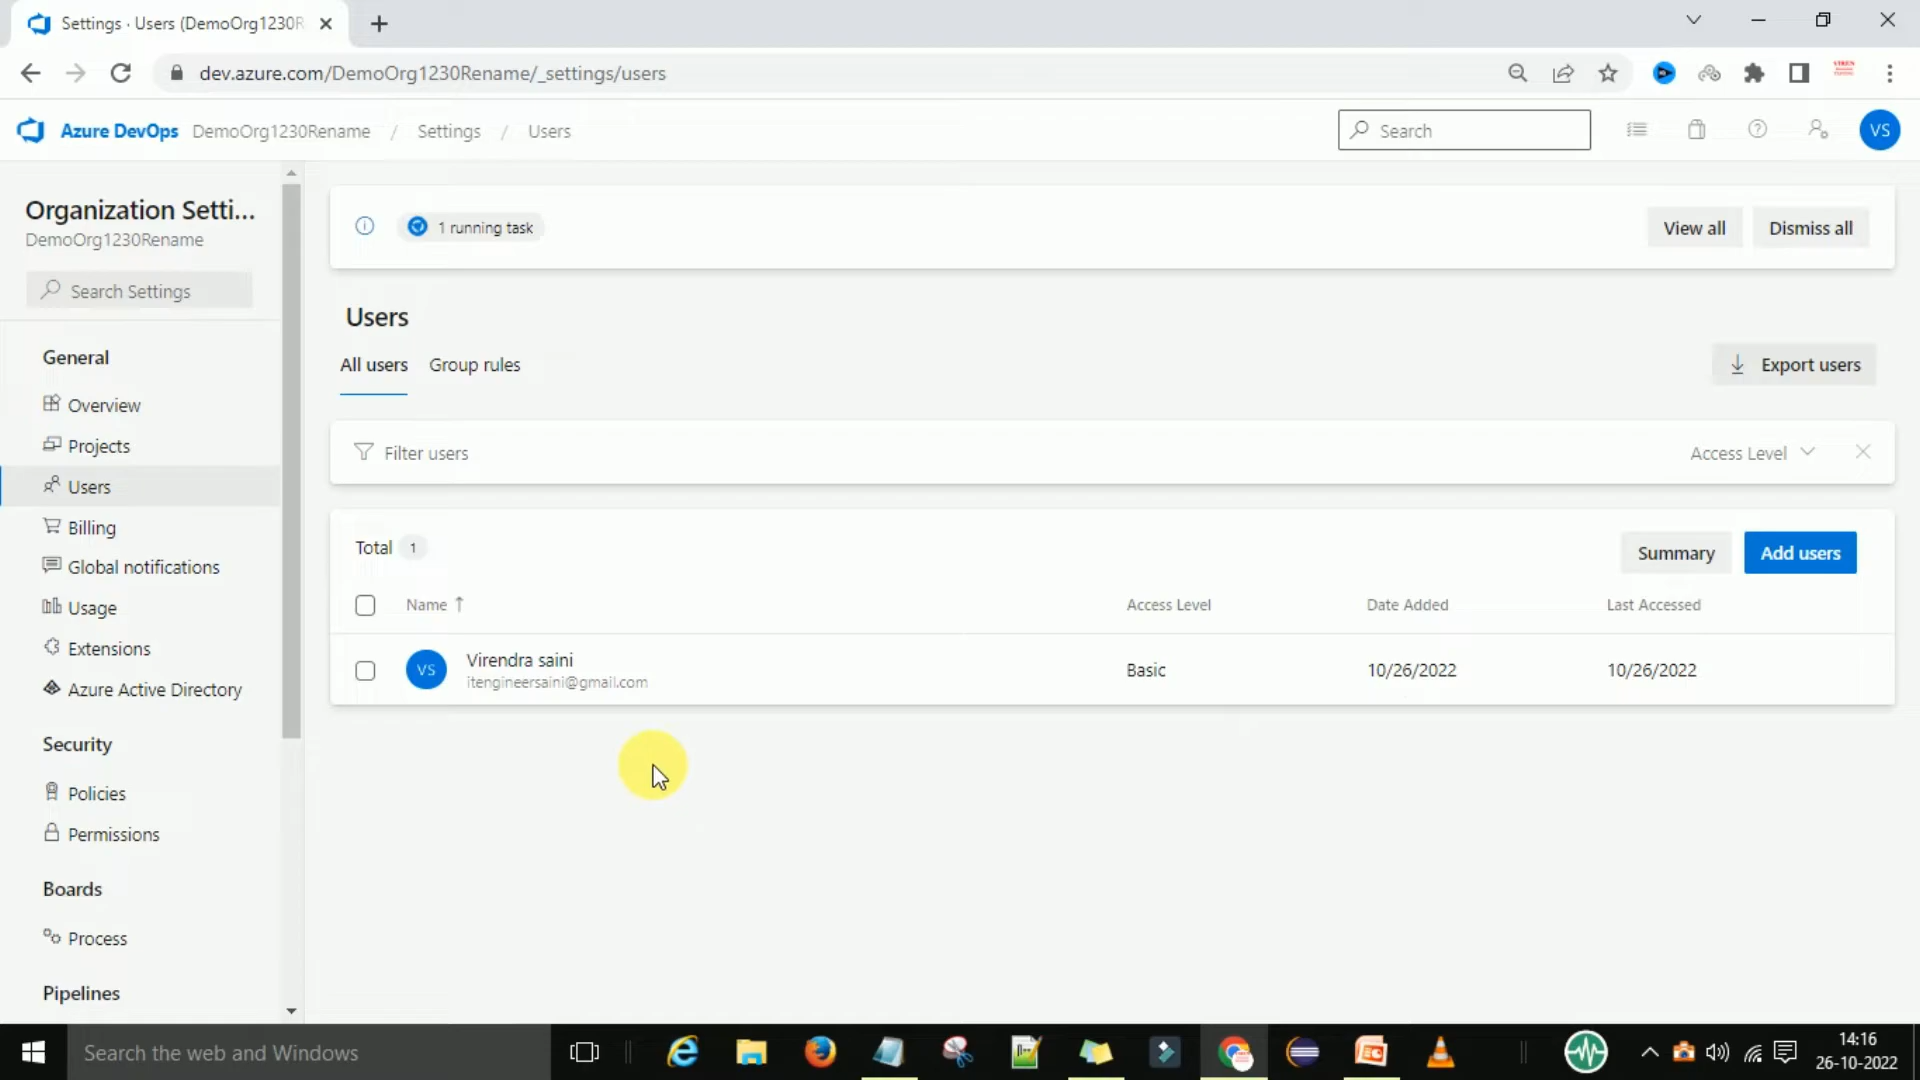 Settings · Users (DemoOrg1230R
dev.azure.com/DemoOrg1230Rename/_settings/users
Azure DevOps DemoOrg1230Rename / Settings / Users
Search
VS
Organization Setti...
DemoOrg1230Rename
Search Settings
General
Overview
Projects
Users
Billing
Global notifications
Usage
Extensions
Azure Active Directory
Security
Policies
Permissions
Boards
Process
Pipelines
1 running task
View all
Dismiss all
Users
All users
Group rules
Export users
Filter users
Access Level
Total 1
Summary
Add users
Name ↑
Access Level
Date Added
Last Accessed
VS
Virendra saini
itengineersaini@gmail.com
Basic
10/26/2022
10/26/2022
Search the web and Windows
14:16
26-10-2022